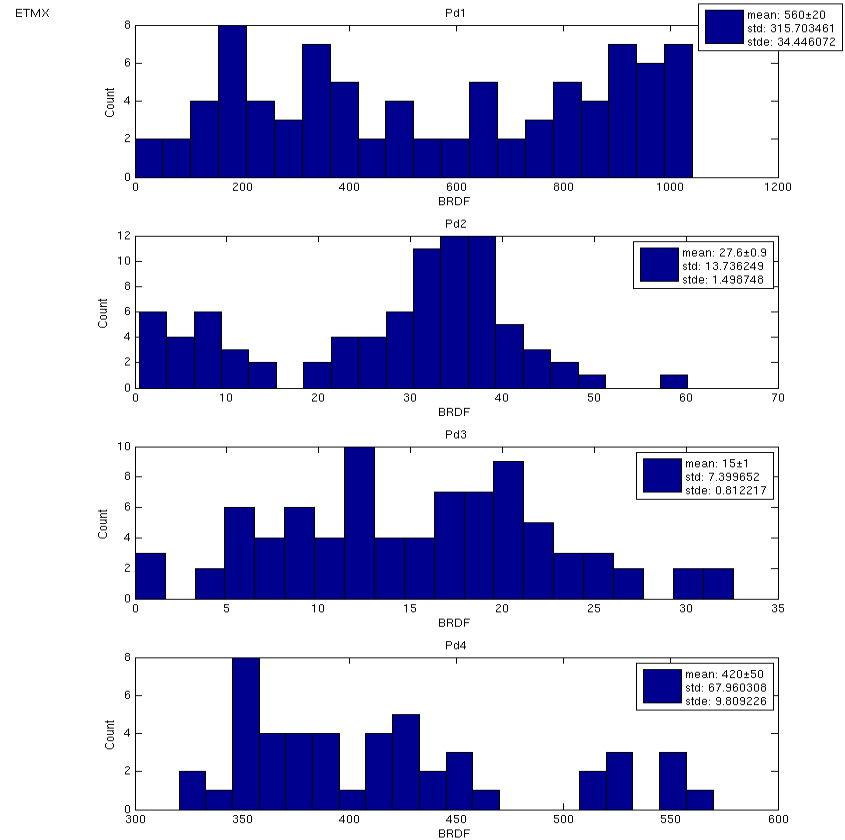 ETMX
Pd1
mean: 560±20
std: 315.703461
stde: 34.446072
8
6
4
2
0
Count
0 200 400 600 800 1000 1200
BRDF
Pd2
mean: 27.6±0.9
std: 13.736249
stde: 1.498748
12
10
8
6
4
2
0
Count
0 10 20 30 40 50 60 70
BRDF
Pd3
mean: 15±1
std: 7.399652
stde: 0.812217
10
8
6
4
2
0
Count
0 5 10 15 20 25 30 35
BRDF
Pd4
mean: 420±50
std: 67.960308
stde: 9.809226
8
6
4
2
0
Count
300 350 400 450 500 550 600
BRDF